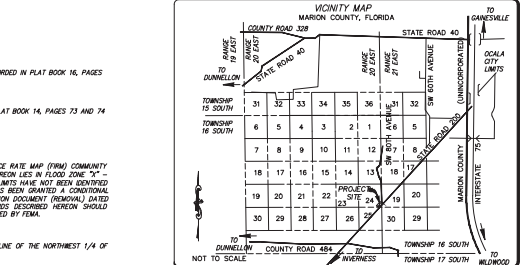 RDED IN PLAT BOOK 16, PAGES
LAT BOOK 14, PAGES 73 AND 74
CE RATE MAP (FIRM) COMMUNITY
REON LIES IN FLOOD ZONE "X" –
LIMITS HAVE NOT BEEN IDENTIFIED
AS BEEN GRANTED A CONDITIONAL
ON DOCUMENT (REMOVAL) DATED
DS DESCRIBED HEREON SHOULD
ED BY FEMA.
LINE OF THE NORTHWEST 1/4 OF
VICINITY MAP
MARION COUNTY, FLORIDA
TO
GAINESVILLE
COUNTY ROAD 328
STATE ROAD 40
RANGE 19 EAST
RANGE 20 EAST
STATE ROAD 40
TO
DUNNELLON
RANGE 20 EAST
RANGE 21 EAST
SW 60TH AVENUE
(UNINCORPORATED)
OCALA
CITY
LIMITS
TOWNSHIP
15 SOUTH
31 32 33 34 35 36 31 32
TOWNSHIP
16 SOUTH
6 5 4 3 2 1 6 5
SW 80TH AVENUE
STATE ROAD 200
7 8 9 10 11 12 7 8
18 17 16 15 14 13 18 17
MARION COUNTY
INTERSTATE 75
PROJECT
SITE
19 20 21 22 23 24 20
30 29 28 27 26 25 30 29
TO
DUNNELLON
COUNTY ROAD 484
TO
INVERNESS
TOWNSHIP 16 SOUTH
TOWNSHIP 17 SOUTH
TO
WILDWOOD
NOT TO SCALE